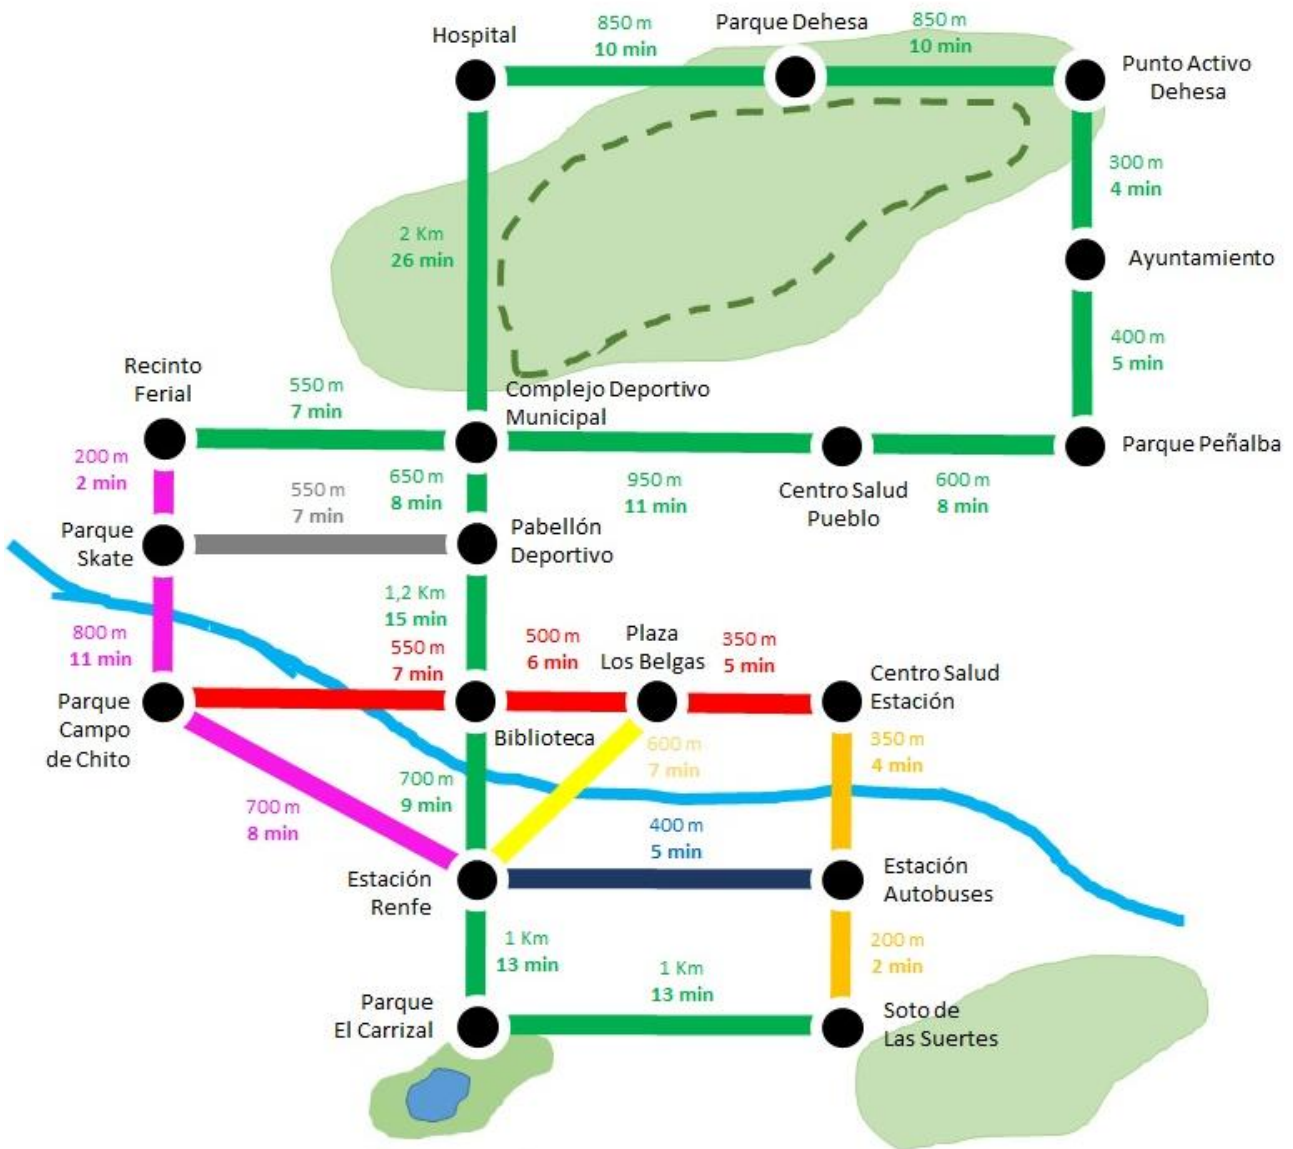 850 m
10 min
Parque Dehesa
850 m
10 min
Hospital
Punto Activo
Dehesa
300 m
4 min
2 Km
26 min
Ayuntamiento
400 m
5 min
Recinto
Ferial
550 m
7 min
Complejo Deportivo
Municipal
Parque Peñalba
200 m
2 min
650 m
8 min
950 m
11 min
Centro Salud
Pueblo
600 m
8 min
550 m
7 min
Parque
Skate
Pabellón
Deportivo
1,2 Km
15 min
800 m
11 min
550 m
7 min
500 m
6 min
Plaza
Los Belgas
350 m
5 min
Centro Salud
Estación
Parque
Campo
de Chito
Biblioteca
600 m
7 min
350 m
4 min
700 m
9 min
700 m
8 min
400 m
5 min
Estación
Renfe
Estación
Autobuses
1 Km
13 min
1 Km
13 min
200 m
2 min
Parque
El Carrizal
Soto de
Las Suertes